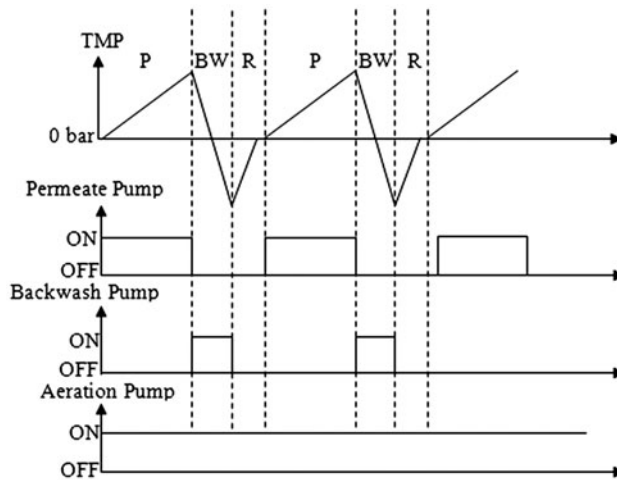 TMP
P BW R P BW R
0 bar
Permeate Pump
ON
OFF
Backwash Pump
ON
OFF
Aeration Pump
ON
OFF